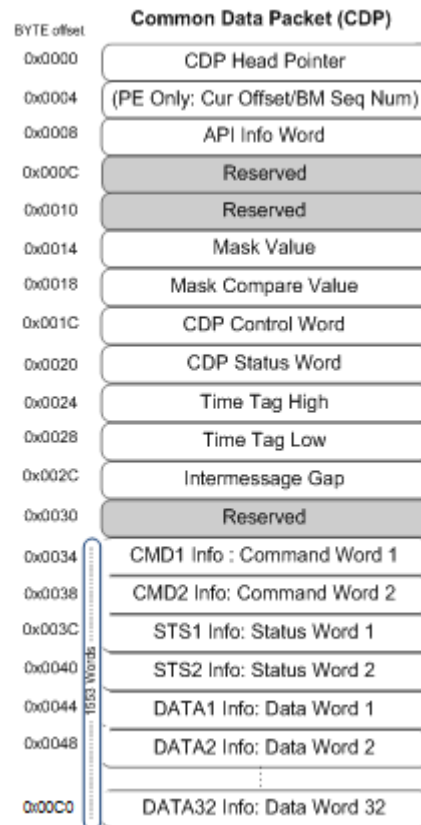 Common Data Packet (CDP)
BYTE offset
0x0000 CDP Head Pointer
0x0004 (PE Only: Cur Offset/BM Seq Num)
0x0008 API Info Word
0x000C Reserved
0x0010 Reserved
0x0014 Mask Value
0x0018 Mask Compare Value
0x001C CDP Control Word
0x0020 CDP Status Word
0x0024 Time Tag High
0x0028 Time Tag Low
0x002C Intermessage Gap
0x0030 Reserved
1553 Words
0x0034 CMD1 Info : Command Word 1
0x0038 CMD2 Info: Command Word 2
0x003C STS1 Info: Status Word 1
0x0040 STS2 Info: Status Word 2
0x0044 DATA1 Info: Data Word 1
0x0048 DATA2 Info: Data Word 2
0x00C0 DATA32 Info: Data Word 32